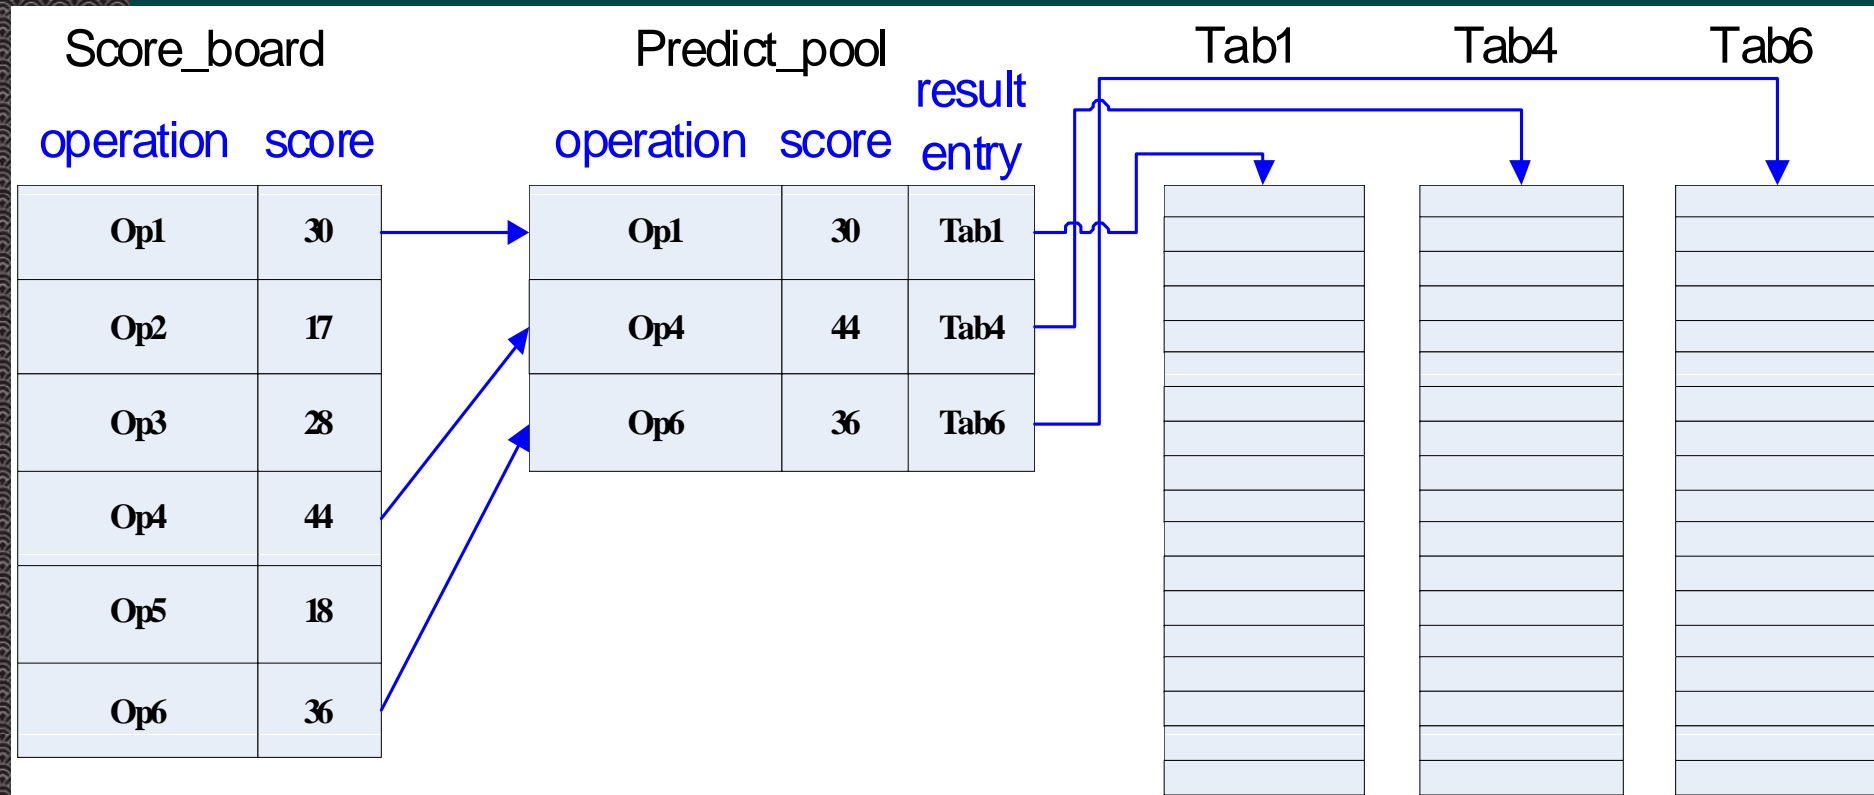 Score_board Predict_pool Tab1 Tab4 Tab6
operation score operation score result entry
Op1 30 Op1 30 Tab1
Op2 17 Op4 44 Tab4
Op3 28 Op6 36 Tab6
Op4 44
Op5 18
Op6 36